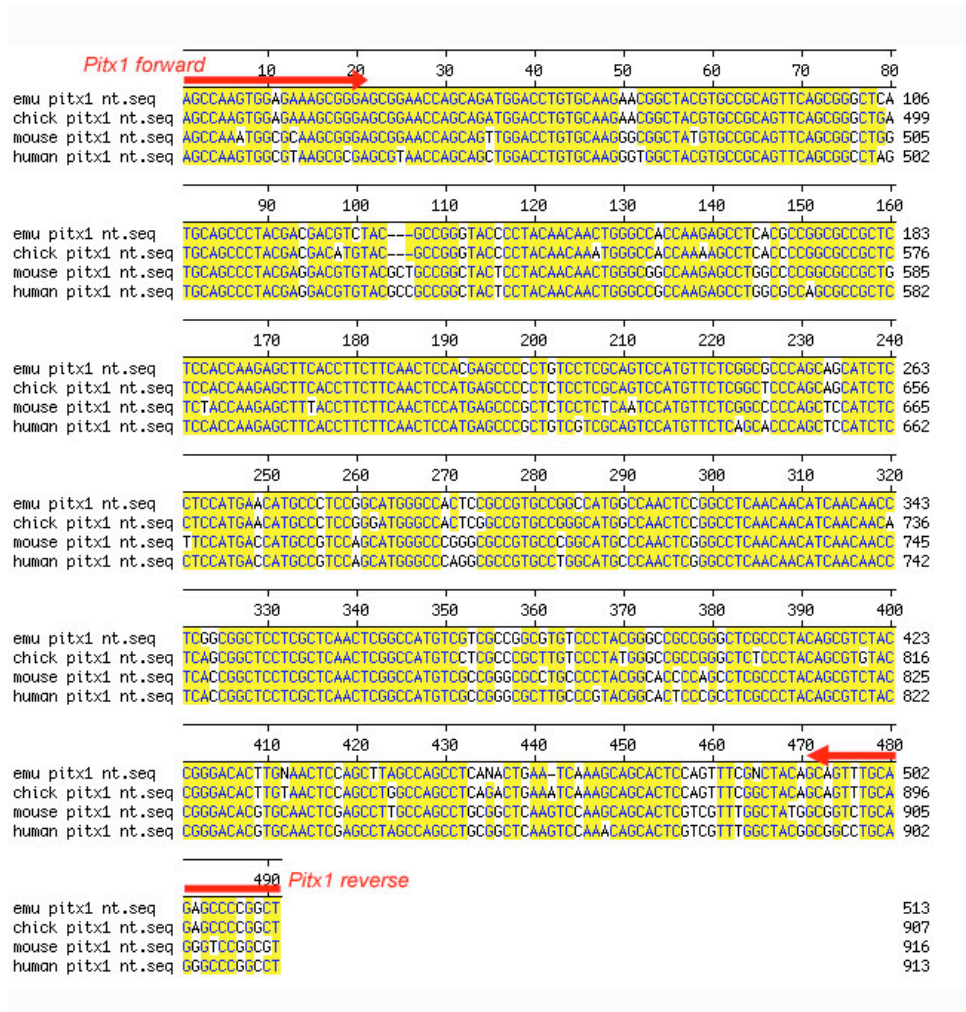 Pitx1 forward
10 20 30 40 50 60 70 80
emu pitx1 nt.seq AGCCAAGTGGAGAAAGCGGGAGCGGAACCAGCAGATGGACCTGTGCAAGAACGGCTACGTGCCGCAGTTCAGCGGGCTCA 106
chick pitx1 nt.seq AGCCAAGTGGAGAAAGCGGGAGCGGAACCAGCAGATGGACCTGTGCAAGAACGGCTACGTGCCGCAGTTCAGCGGGCTGA 499
mouse pitx1 nt.seq AGCCAAATGGCGCAAGCGGGAGCGGAACCAGCAGTTGGACCTGTGCAAGGGCGGCTATGTGCCGCAGTTCAGCGGCCTGG 505
human pitx1 nt.seq AGCCAAGTGGCGTAAGCGCGAGCGTAACCAGCAGCTGGACCTGTGCAAGGGTGGCTACGTGCCGCAGTTCAGCGGCCTAG 502
90 100 110 120 130 140 150 160
emu pitx1 nt.seq TGCAGCCCTACGACGACGTCTAC---GCCGGGTACCCCTACAACAACTGGGCCACCAAGAGCCTCACGCCGGCGCCGCTC 183
chick pitx1 nt.seq TGCAGCCCTACGACGACATGTAC---GCCGGGTACCCCTACAACAAATGGGCCACCAAAAGCCTCACCCCGGCGCCGCTC 576
mouse pitx1 nt.seq TGCAGCCCTACGAGGACGTGTACGCTGCCGGCTACTCCTACAACAACTGGGCGGCCAAGAGCCTGGCCCCGGCGCCGCTG 585
human pitx1 nt.seq TGCAGCCCTACGAGGACGTGTACGCCGCCGGCTACTCCTACAACAACTGGGCCGCCAAGAGCCTGGCGCCAGCGCCGCTC 582
170 180 190 200 210 220 230 240
emu pitx1 nt.seq TCCACCAAGAGCTTCACCTTCTTCAACTCCACGAGCCCCCTGTCCTCGCAGTCCATGTTCTCGGCGCCCAGCAGCATCTC 263
chick pitx1 nt.seq TCCACCAAGAGCTTCACCTTCTTCAACTCCATGAGCCCCCTCTCCTCGCAGTCCATGTTCTCGGCTCCCAGCAGCATCTC 656
mouse pitx1 nt.seq TCTACCAAGAGCTTTACCTTCTTCAACTCCATGAGCCCGCTCTCCTCTCAATCCATGTTCTCGGCCCCCAGCTCCATCTC 665
human pitx1 nt.seq TCCACCAAGAGCTTCACCTTCTTCAACTCCATGAGCCCGCTGTCGTCGCAGTCCATGTTCTCAGCACCCAGCTCCATCTC 662
250 260 270 280 290 300 310 320
emu pitx1 nt.seq CTCCATGAACATGCCCTCCGGCATGGGCCACTCCGCCGTGCCGGCCATGGCCAACTCCGGCCTCAACAACATCAACAACC 343
chick pitx1 nt.seq CTCCATGAACATGCCCTCCGGGATGGGCCACTCGGCCGTGCCGGGCATGGCCAACTCCGGCCTCAACAACATCAACAACA 736
mouse pitx1 nt.seq TTCCATGACCATGCCGTCCAGCATGGGCCCGGGCGCCGTGCCCGGCATGCCCAACTCGGGCCTCAACAACATCAACAACC 745
human pitx1 nt.seq CTCCATGACCATGCCGTCCAGCATGGGCCCAGGCGCCGTGCCTGGCATGCCCAACTCGGGCCTCAACAACATCAACAACC 742
330 340 350 360 370 380 390 400
emu pitx1 nt.seq TCGGCGGCTCCTCGCTCAACTCGGCCATGTCGTCGCCGGCGTGTCCCTACGGGCCGCCGGGCTCGCCCTACAGCGTCTAC 423
chick pitx1 nt.seq TCAGCGGCTCCTCGCTCAACTCGGCCATGTCCTCGCCCGCTTGTCCCTATGGGCCGCCGGGCTCTCCCTACAGCGTGTAC 816
mouse pitx1 nt.seq TCACCGGCTCCTCGCTCAACTCGGCCATGTCGCCGGGCGCCTGCCCCTACGGCACCCCAGCCTCGCCCTACAGCGTCTAC 825
human pitx1 nt.seq TCACCGGCTCCTCGCTCAACTCGGCCATGTCGCCGGGCGCTTGCCCGTACGGCACTCCCGCCTCGCCCTACAGCGTCTAC 822
410 420 430 440 450 460 470 480
emu pitx1 nt.seq CGGGACACTTGNAACTCCAGCTTAGCCAGCCTCANACTGAA-TCAAAGCAGCACTCCAGTTTCGNCTACAGCAGTTTGCA 502
chick pitx1 nt.seq CGGGACACTTGTAACTCCAGCCTGGCCAGCCTCAGACTGAAATCAAAGCAGCACTCCAGTTTCGGCTACAGCAGTTTGCA 896
mouse pitx1 nt.seq CGGGACACGTGCAACTCGAGCCTTGCCAGCCTGCGGCTCAAGTCCAAGCAGCACTCGTCGTTTGGCTATGGCGGTCTGCA 905
human pitx1 nt.seq CGGGACACGTGCAACTCGAGCCTAGCCAGCCTGCGGCTCAAGTCCAAACAGCACTCGTCGTTTGGCTACGGCGGCCTGCA 902
490 Pitx1 reverse
emu pitx1 nt.seq GAGCCCCGGCT 513
chick pitx1 nt.seq GAGCCCCGGCT 907
mouse pitx1 nt.seq GGGTCCGGCGT 916
human pitx1 nt.seq GGGCCCGGCCT 913